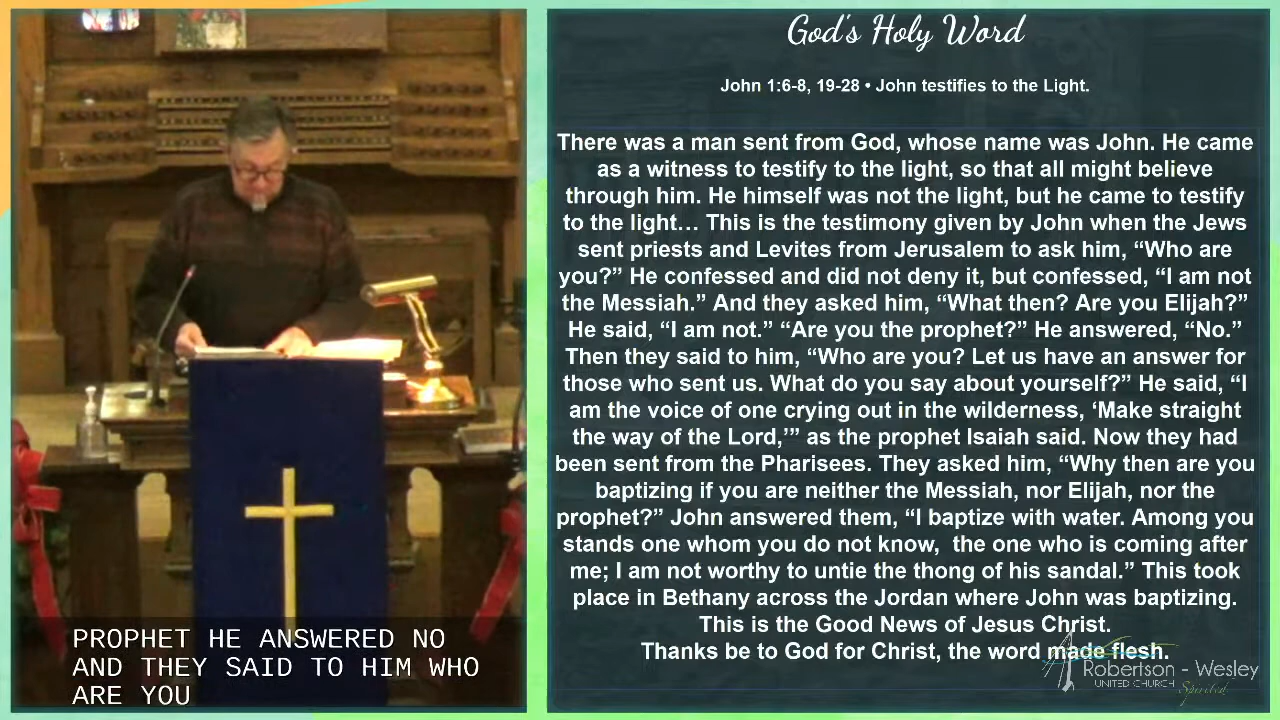 God's Holy Word
John 1:6-8, 19-28 • John testifies to the Light.
There was a man sent from God, whose name was John. He came
as a witness to testify to the light, so that all might believe
through him. He himself was not the light, but he came to testify
to the light… This is the testimony given by John when the Jews
sent priests and Levites from Jerusalem to ask him, “Who are
you?” He confessed and did not deny it, but confessed, “I am not
the Messiah.” And they asked him, “What then? Are you Elijah?”
He said, “I am not.” “Are you the prophet?” He answered, “No.”
Then they said to him, “Who are you? Let us have an answer for
those who sent us. What do you say about yourself?” He said, “I
am the voice of one crying out in the wilderness, ‘Make straight
the way of the Lord,’” as the prophet Isaiah said. Now they had
been sent from the Pharisees. They asked him, “Why then are you
baptizing if you are neither the Messiah, nor Elijah, nor the
prophet?” John answered them, “I baptize with water. Among you
stands one whom you do not know,  the one who is coming after
me; I am not worthy to untie the thong of his sandal.” This took
place in Bethany across the Jordan where John was baptizing.
This is the Good News of Jesus Christ.
Thanks be to God for Christ, the word made flesh.
Robertson - Wesley
UNITED CHURCH
Spirited
PROPHET HE ANSWERED NO
AND THEY SAID TO HIM WHO
ARE YOU